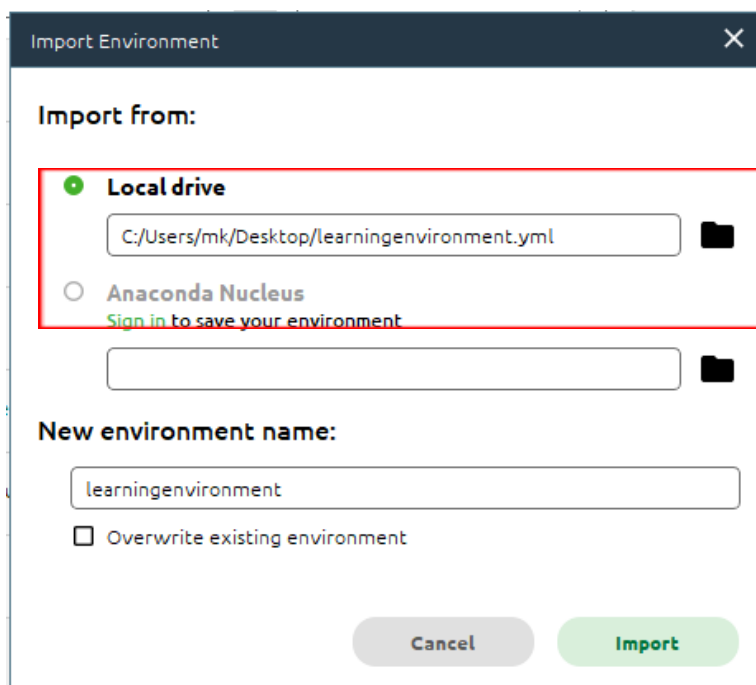 Import Environment
Import from:
Local drive
C:/Users/mk/Desktop/learningenvironment.yml
Anaconda Nucleus
Sign in to save your environment
New environment name:
learningenvironment
Overwrite existing environment
Cancel
Import